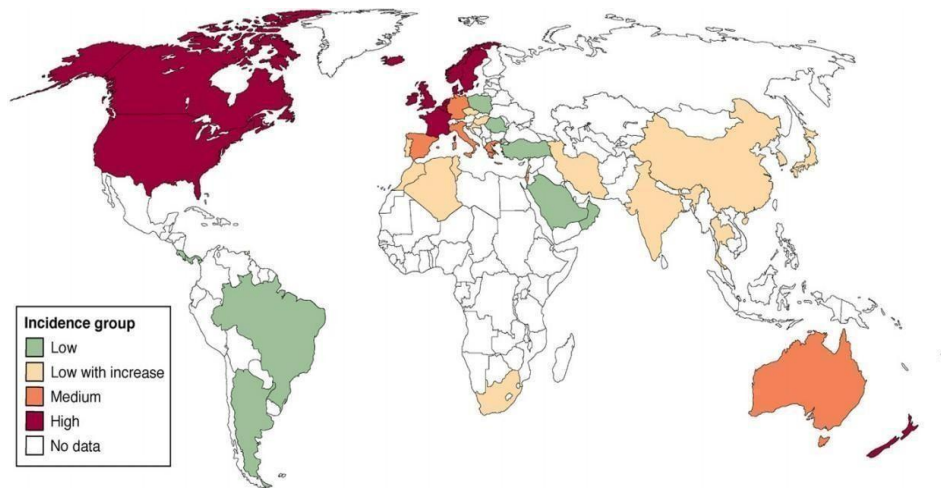 Incidence group
Low
Low with increase
Medium
High
No data